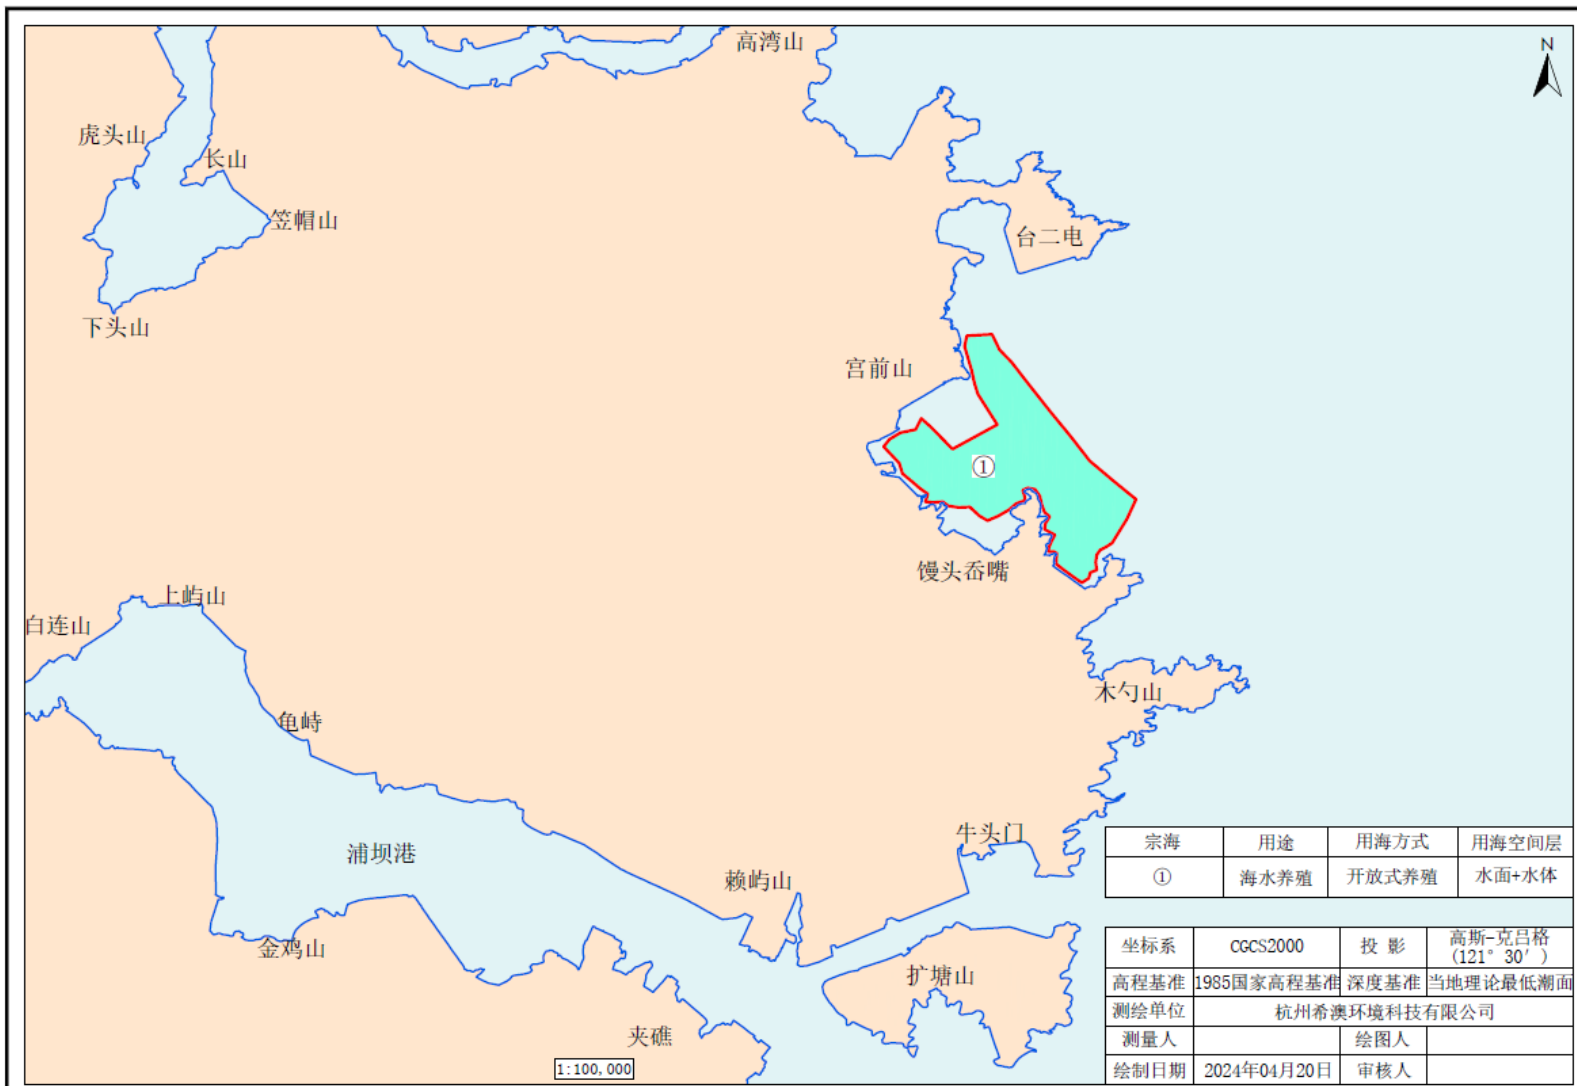 高湾山
N
虎头山
长山
笠帽山
台二电
下头山
宫前山
①
馒头岙嘴
上屿山
白连山
木勺山
龟峙
牛头门
浦坝港
赖屿山
金鸡山
扩塘山
夹礁
1:100,000
宗海 用途 用海方式 用海空间层
① 海水养殖 开放式养殖 水面+水体
坐标系 CGCS2000 投 影 高斯-克吕格
(121° 30′ )
高程基准 1985国家高程基准 深度基准 当地理论最低潮面
测绘单位 杭州希澳环境科技有限公司
测量人 绘图人
绘制日期 2024年04月20日 审核人